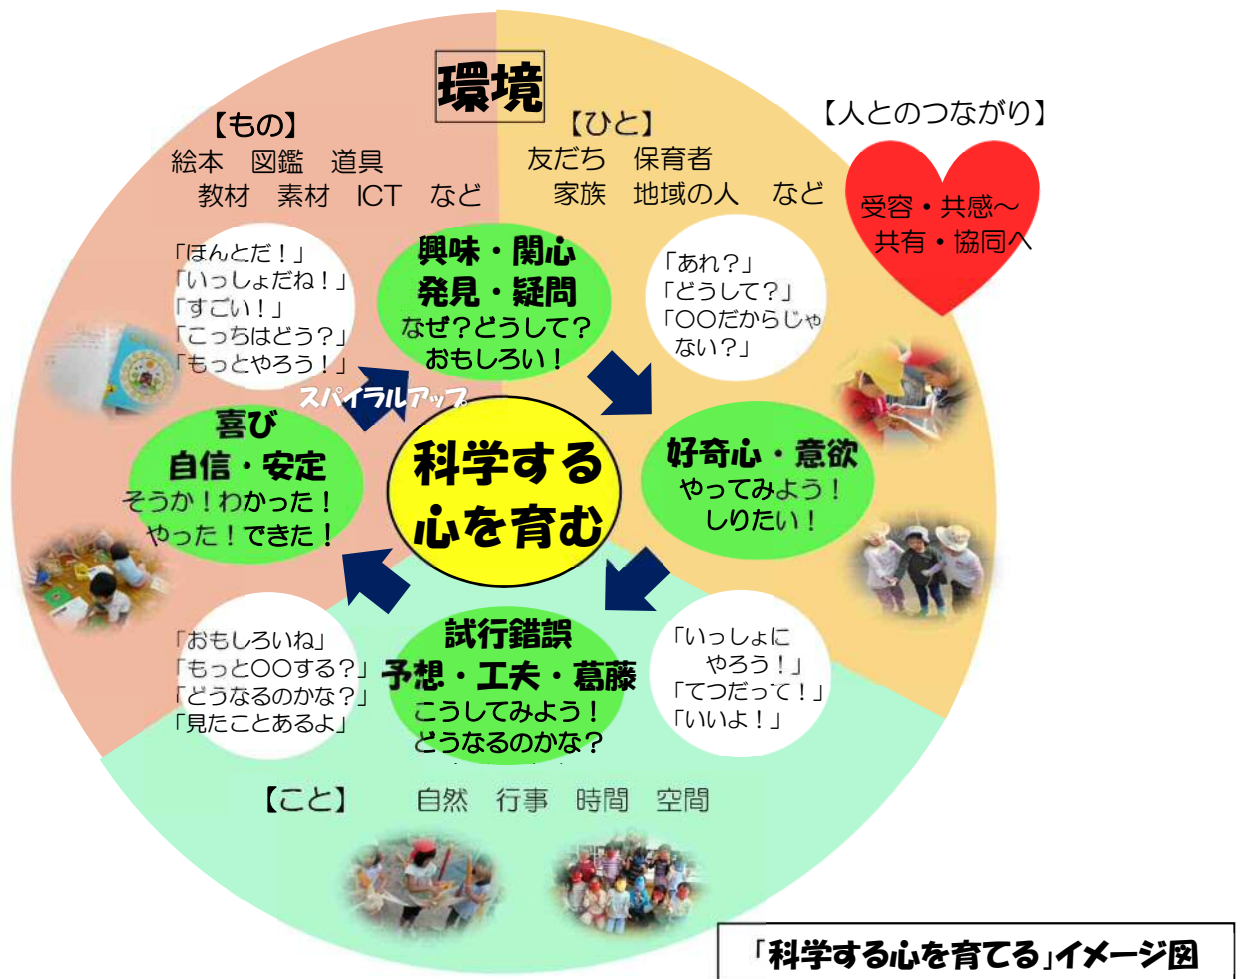 環境
【もの】
絵本 図鑑 道具
教材 素材 ICT など
【ひと】
友だち 保育者
家族 地域の人 など
【人とのつながり】
受容・共感～
共有・協同へ
「ほんとだ！」
「いっしょだね！」
「すごい！」
「こっちはどう？」
「もっとやろう！」
興味・関心
発見・疑問
なぜ？どうして？
おもしろい！
「あれ？」
「どうして？」
「〇〇だからじゃ
ない？」
スパイラルアップ
喜び
自信・安定
そうか！わかった！
やった！できた！
科学する
心を育む
好奇心・意欲
やってみよう！
しりたい！
「おもしろいね」
「もっと〇〇する？」
「どうなるのかな？」
「見たことあるよ」
試行錯誤
予想・工夫・葛藤
こうしてみよう！
どうなるのかな？
「いっしょに
やろう！」
「てつだって！」
「いいよ！」
【こと】 自然 行事 時間 空間
「科学する心を育てる」イメージ図